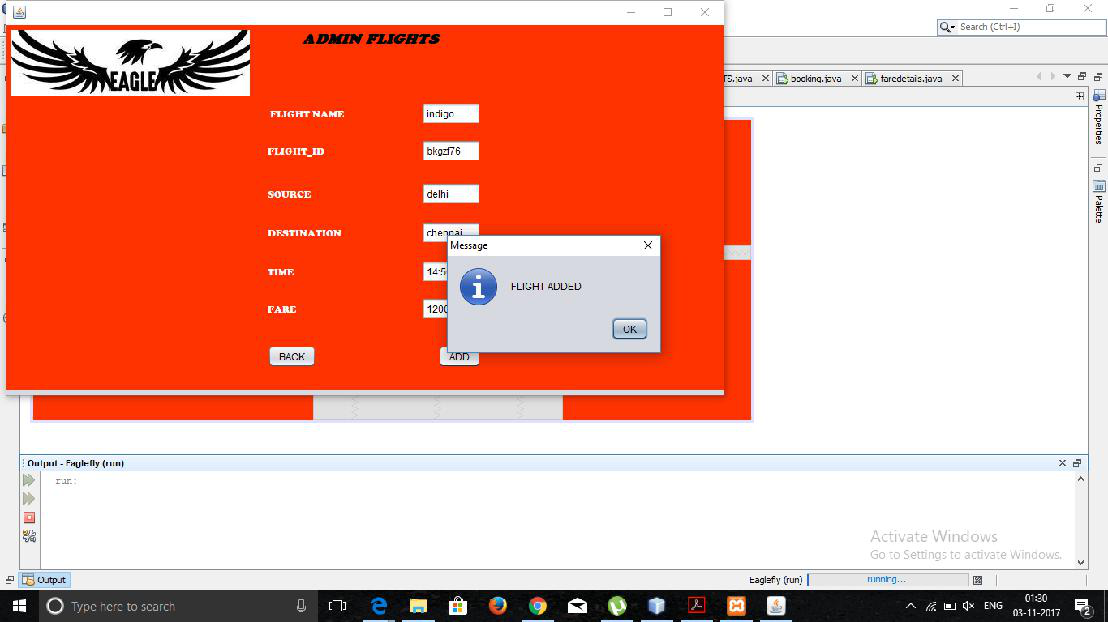 Search (Ctrl+I)
ADMIN FLIGHTS
EAGLE
TS.java
booking.java
faredetails.java
FLIGHT NAME
indigo
FLIGHT_ID
bkgzf76
SOURCE
delhi
DESTINATION
chennai
Message
TIME
14:5
FLIGHT ADDED
FARE
1200
OK
BACK
ADD
Properties
Palette
Output - Eaglefly (run)
run:
Activate Windows
Go to Settings to activate Windows.
Output
Eaglefly (run)
running...
Type here to search
ENG
01:30
03-11-2017
2